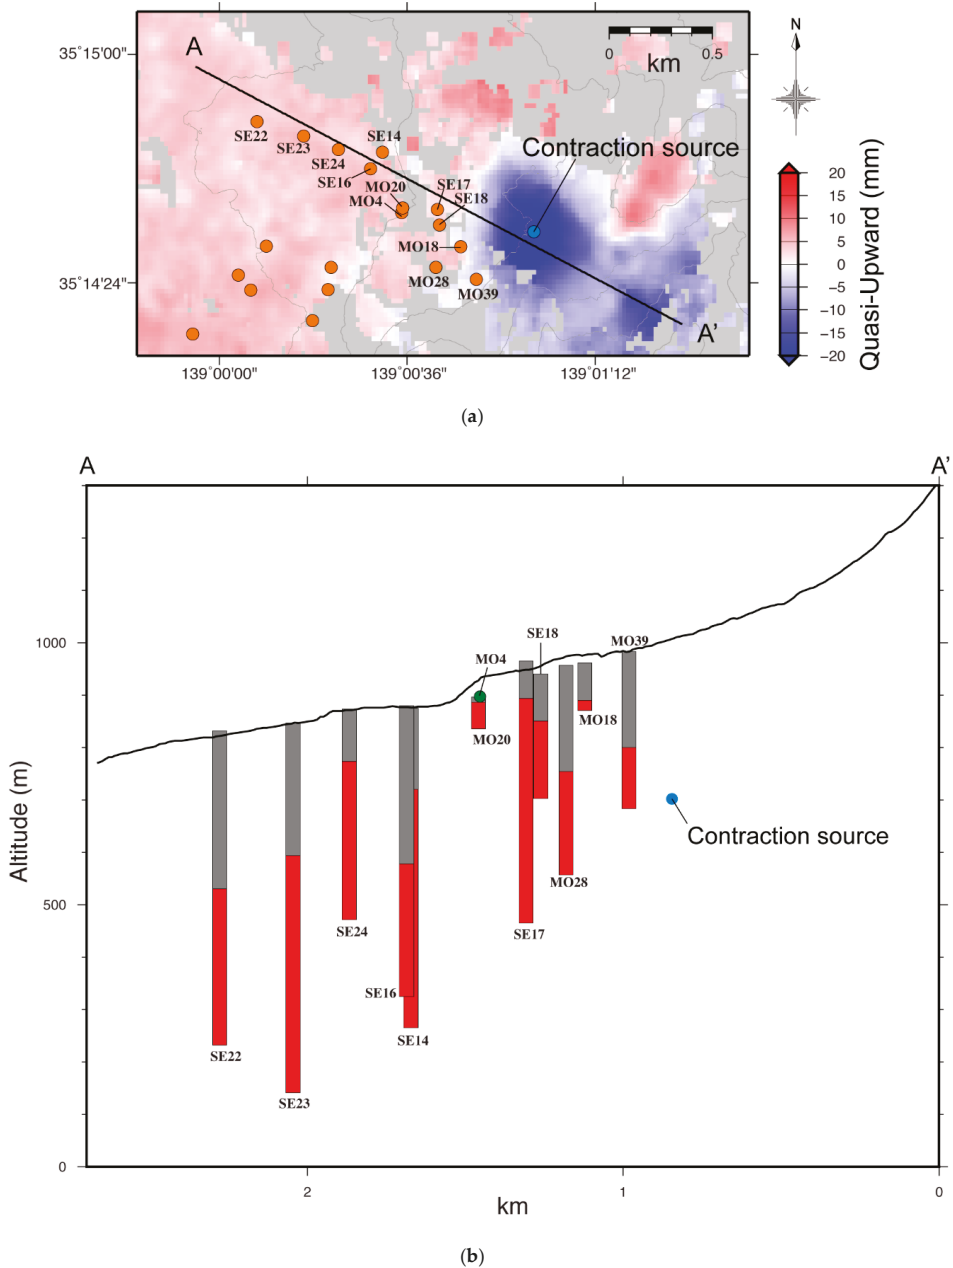 A
N
35°15'00"
0 0.5
km
SE22
SE23
SE14
SE24
SE16
Contraction source
MO20
MO4
SE17
SE18
MO18
MO28
MO39
35°14'24"
A’
139°00'00"
139°00'36"
139°01'12"
20
15
10
5
0
−5
−10
−15
−20
Quasi-Upward (mm)
(a)
A
A’
1000
500
0
Altitude (m)
SE18
MO39
MO4
MO20
MO18
Contraction source
MO28
SE24
SE17
SE16
SE14
SE22
SE23
2
1
0
km
(b)